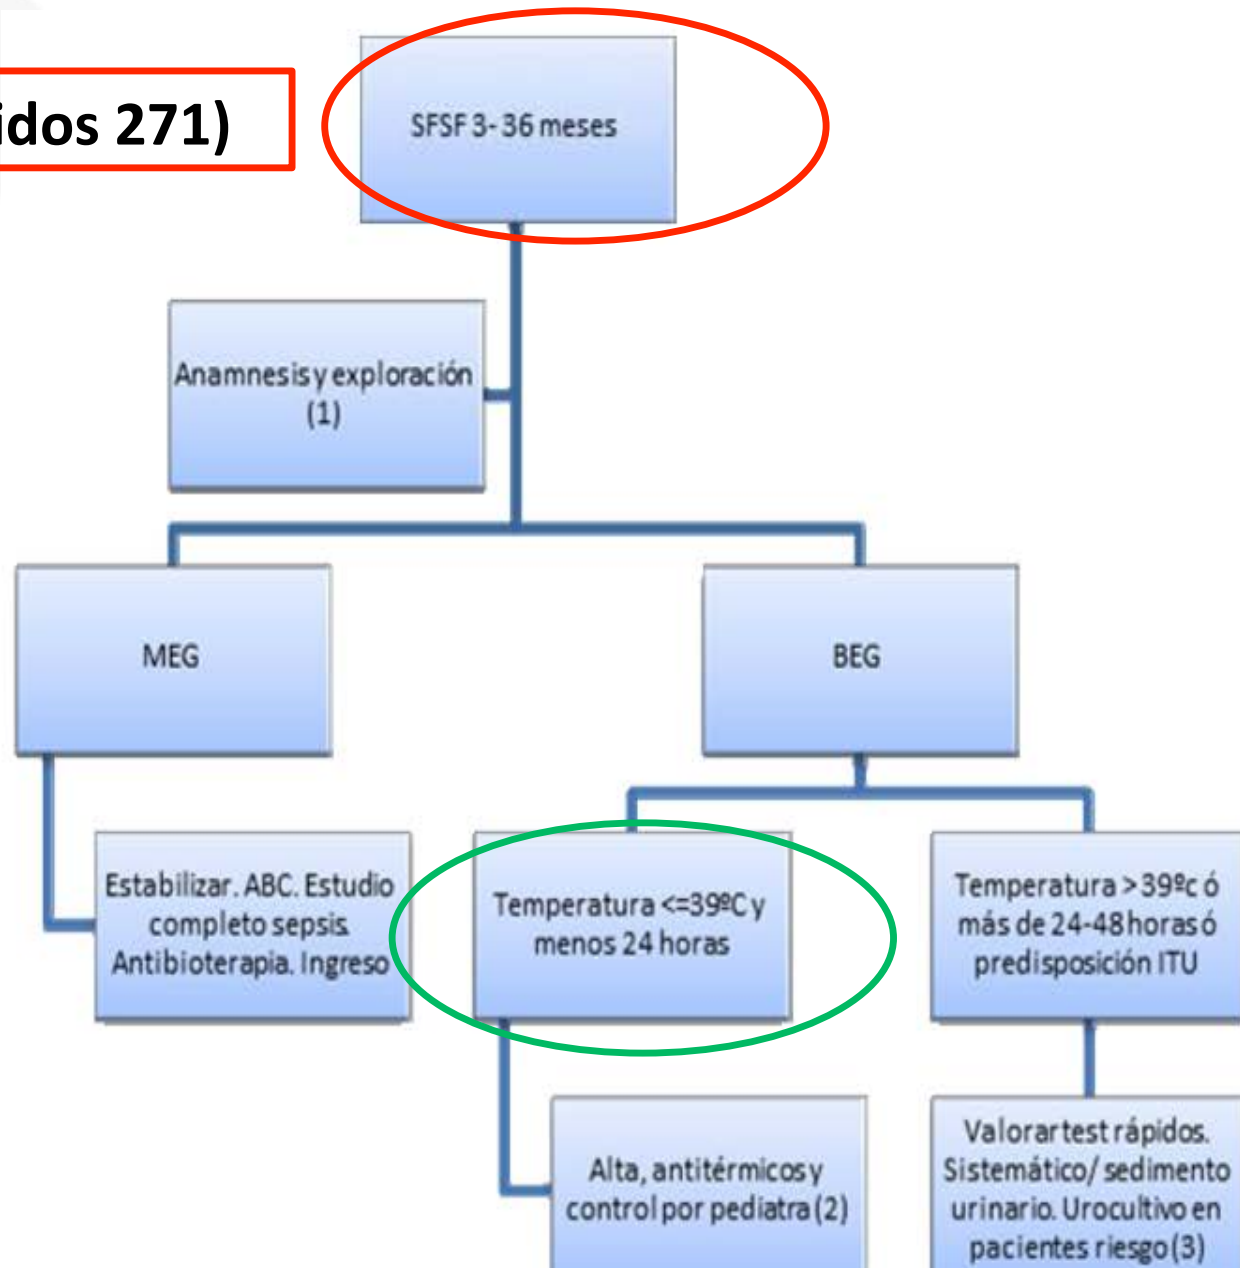 idos 271)
SFSF 3- 36 meses
Anamnesis y exploración
(1)
MEG
BEG
Estabilizar. ABC. Estudio
completo sepsis.
Antibioterapia. Ingreso
Temperatura <=39ºC y
menos 24 horas
Temperatura >39ºc ó
más de 24-48 horas ó
predisposición ITU
Alta, antitérmicos y
control por pediatra (2)
Valorar test rápidos.
Sistemático/ sedimento
urinario. Urocultivo en
pacientes riesgo (3)